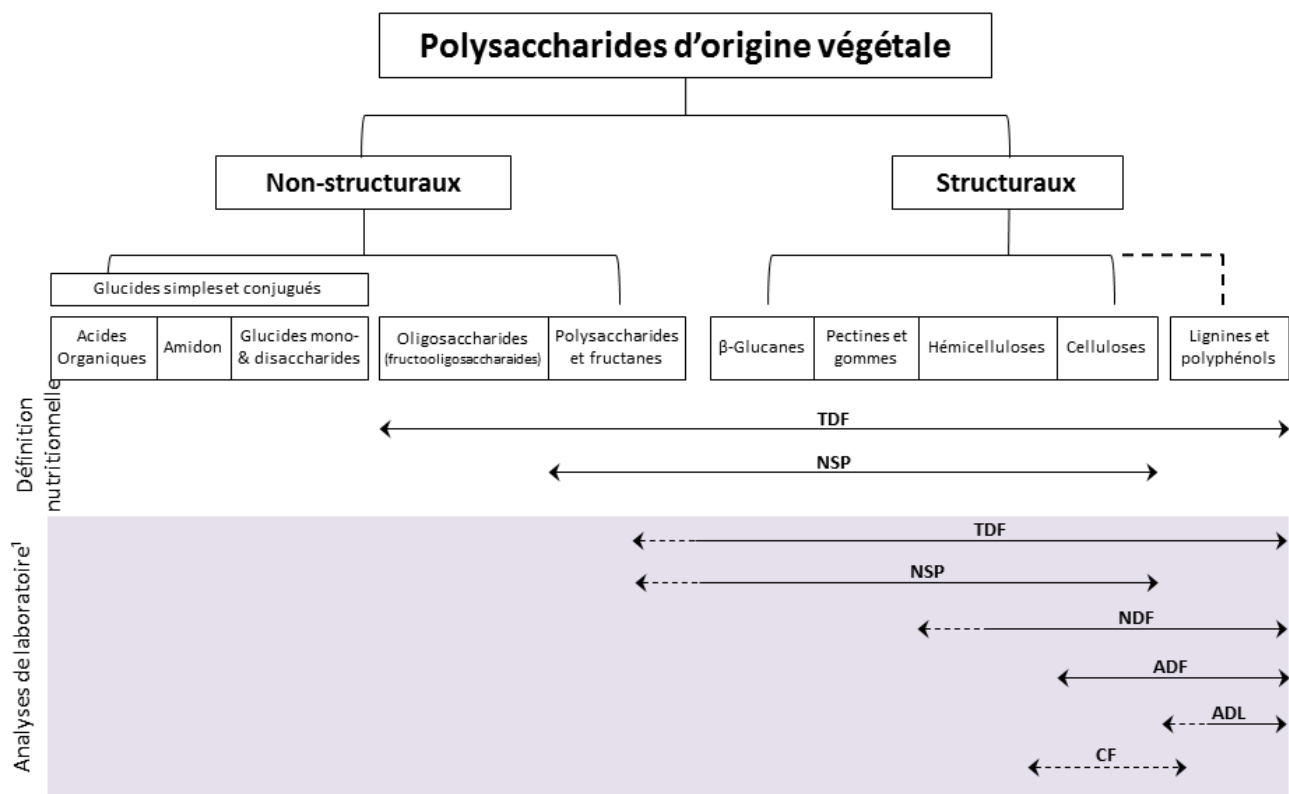 Polysaccharides d'origine végétale
Non-structuraux
Structuraux
Glucides simples et conjugués
Acides
Organiques
Amidon
Glucides mono-
& disaccharides
Oligosaccharides
(fructooligosaccharaides)
Polysaccharides
et fructanes
β-Glucanes
Pectines et
gommes
Hémicelluloses
Celluloses
Lignines et
polyphénols
Définition
nutritionnelle
TDF
NSP
Analyses de laboratoire¹
TDF
NSP
NDF
ADF
ADL
CF